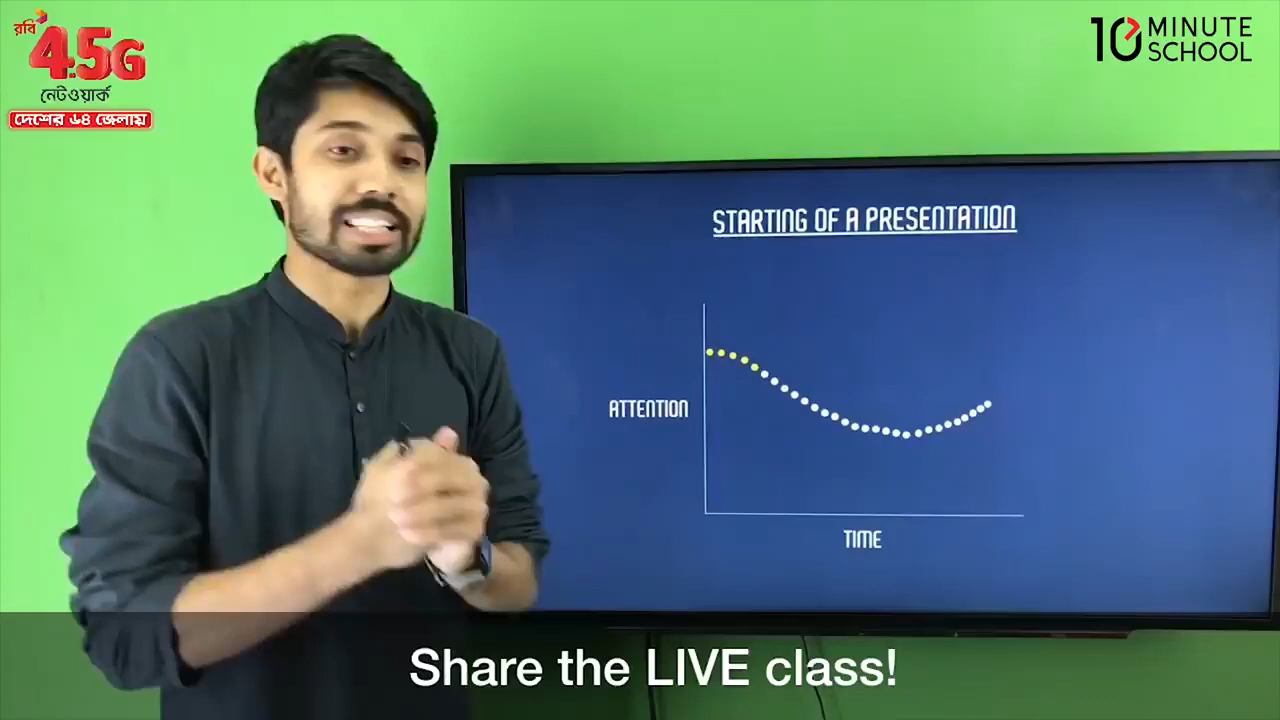 রবি
4.5G
নেটওয়ার্ক
দেশের ৬৪ জেলায়
10 MINUTE
SCHOOL
STARTING OF A PRESENTATION
ATTENTION
TIME
Share the LIVE class!